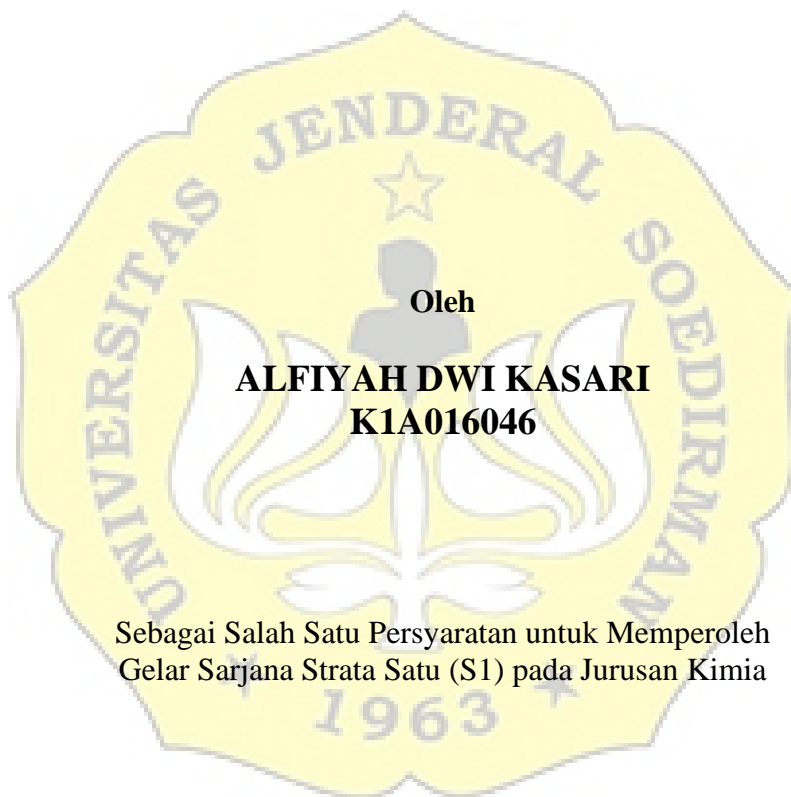 UNIVERSITAS JENDERAL SOEDIRMAN
Oleh
ALFIYAH DWI KASARI
K1A016046
Sebagai Salah Satu Persyaratan untuk Memperoleh
Gelar Sarjana Strata Satu (S1) pada Jurusan Kimia
1963